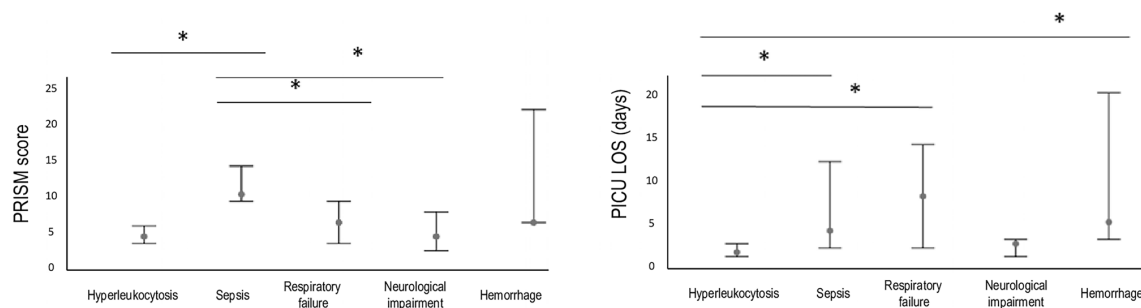 *
*
*
PRISM score
25
20
15
10
5
0
Hyperleukocytosis
Sepsis
Respiratory
failure
Neurological
impairment
Hemorrhage
*
*
*
PICU LOS (days)
20
15
10
5
0
Hyperleukocytosis
Sepsis
Respiratory
failure
Neurological
impairment
Hemorrhage